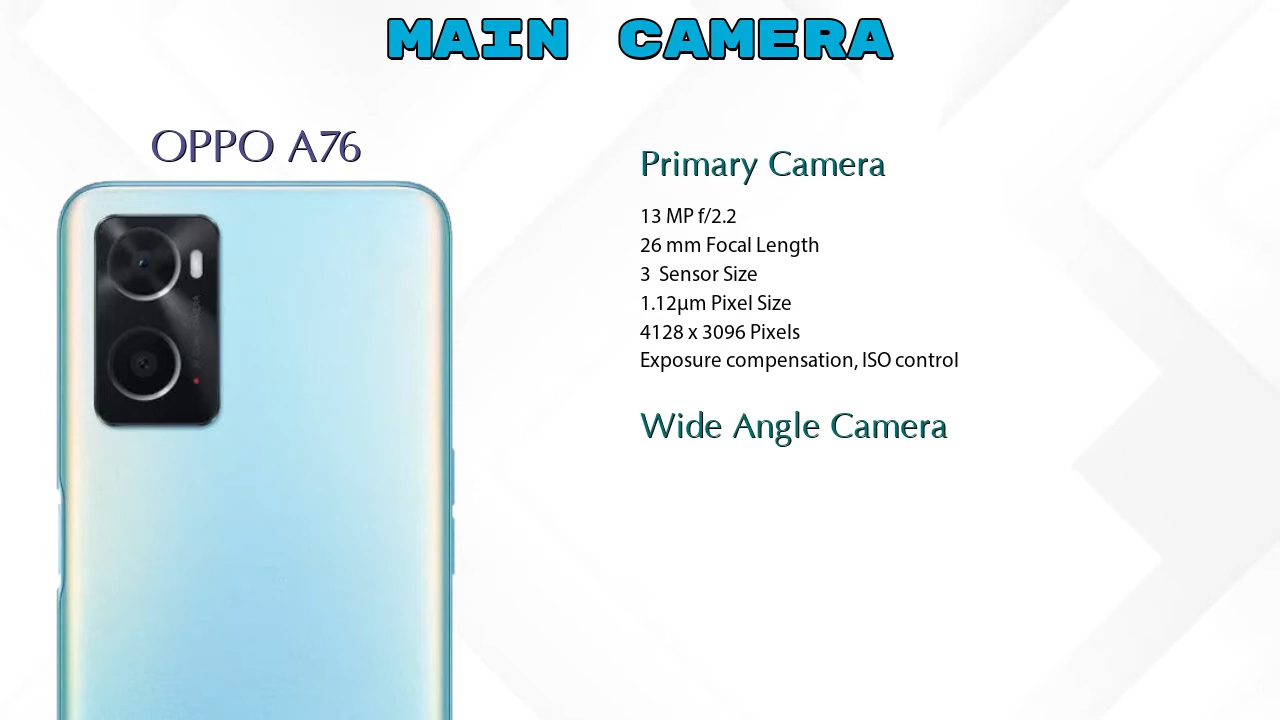 MAIN CAMERA
OPPO A76
Primary Camera
13 MP f/2.2
26 mm Focal Length
3 Sensor Size
1.12µm Pixel Size
4128 x 3096 Pixels
Exposure compensation, ISO control
Wide Angle Camera